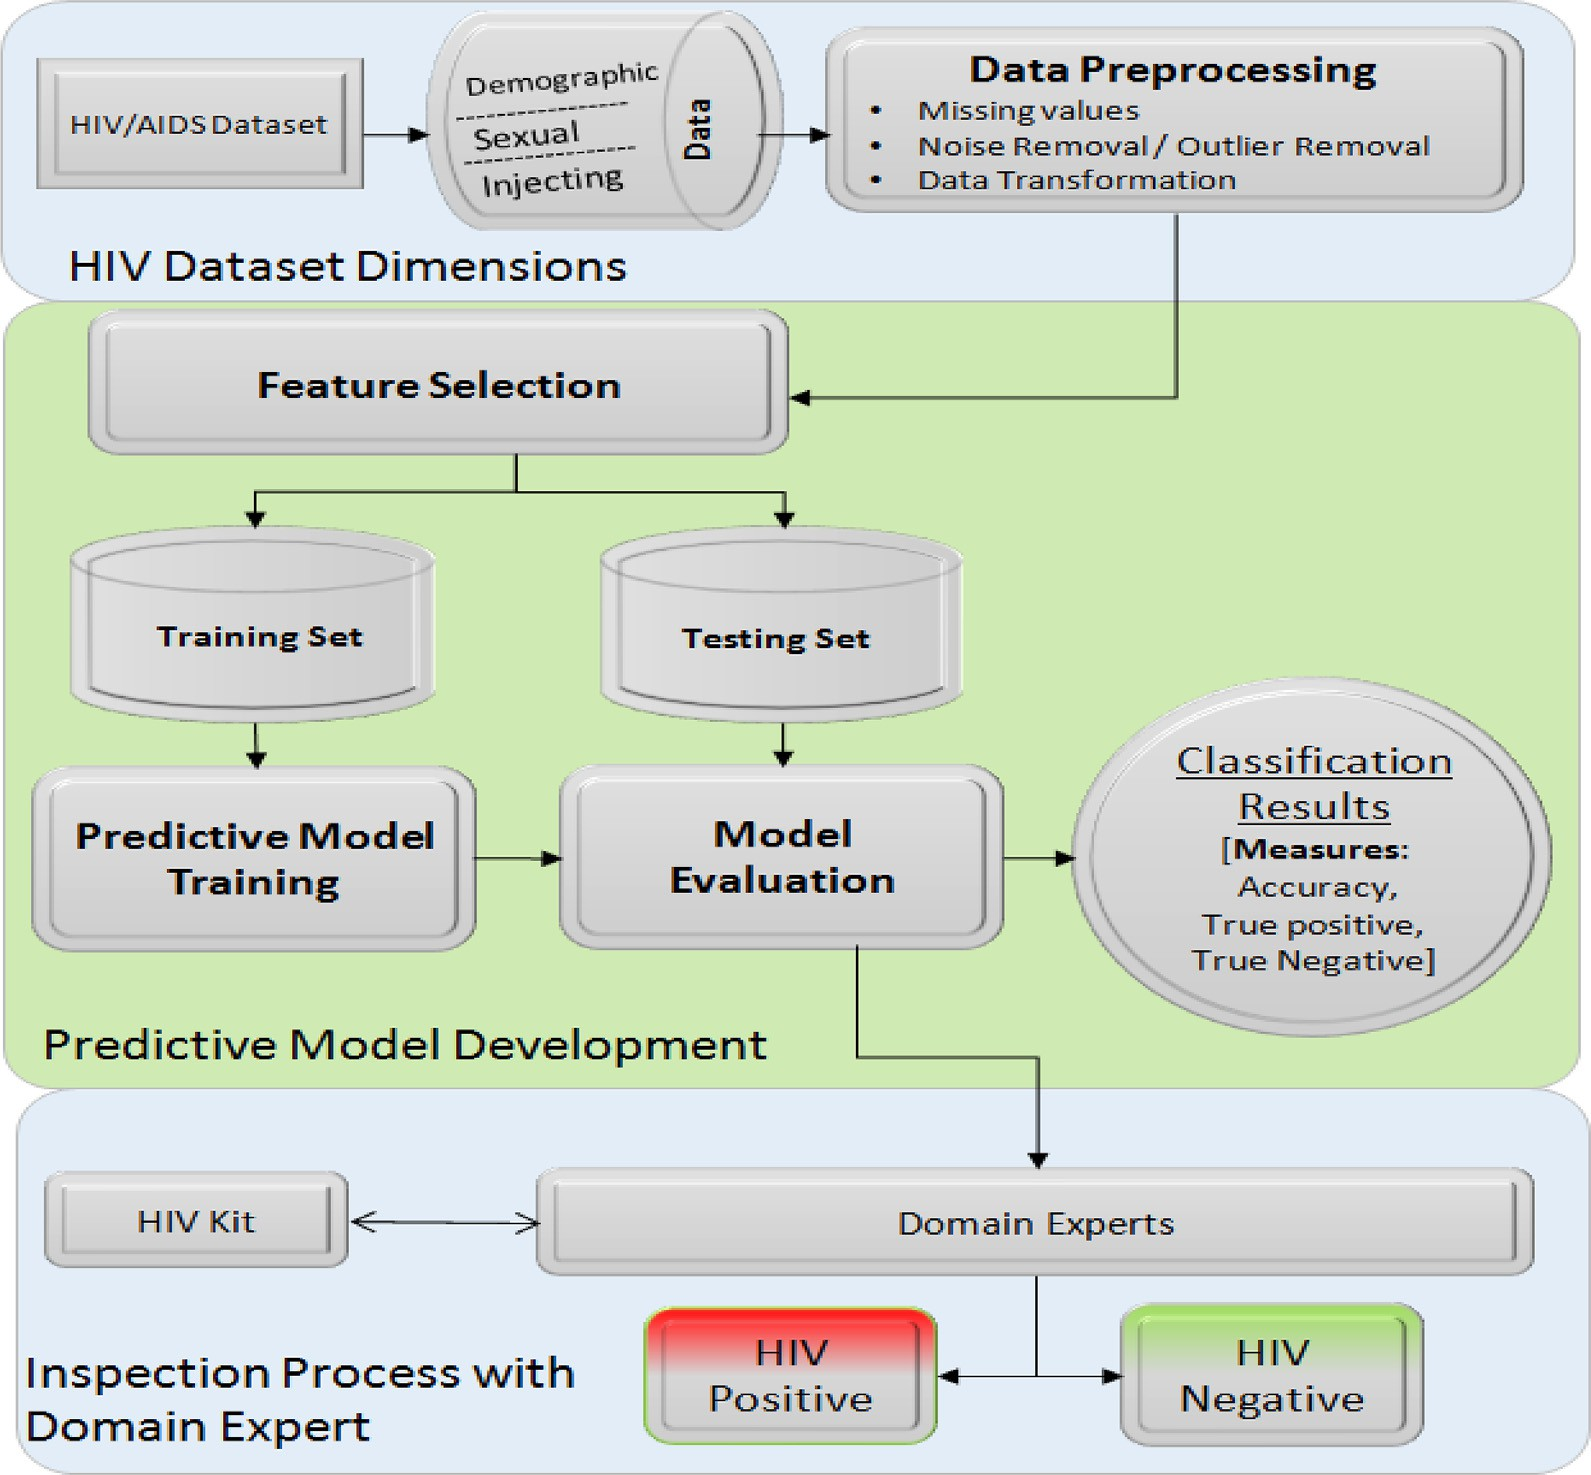 HIV/AIDS Dataset
Demographic
Sexual
Injecting
Data
Data Preprocessing
• Missing values
• Noise Removal / Outlier Removal
• Data Transformation
HIV Dataset Dimensions
Feature Selection
Training Set
Testing Set
Predictive Model
Training
Model
Evaluation
Classification
Results
[Measures:
Accuracy,
True positive,
True Negative]
Predictive Model Development
HIV Kit
Domain Experts
HIV
Positive
HIV
Negative
Inspection Process with
Domain Expert